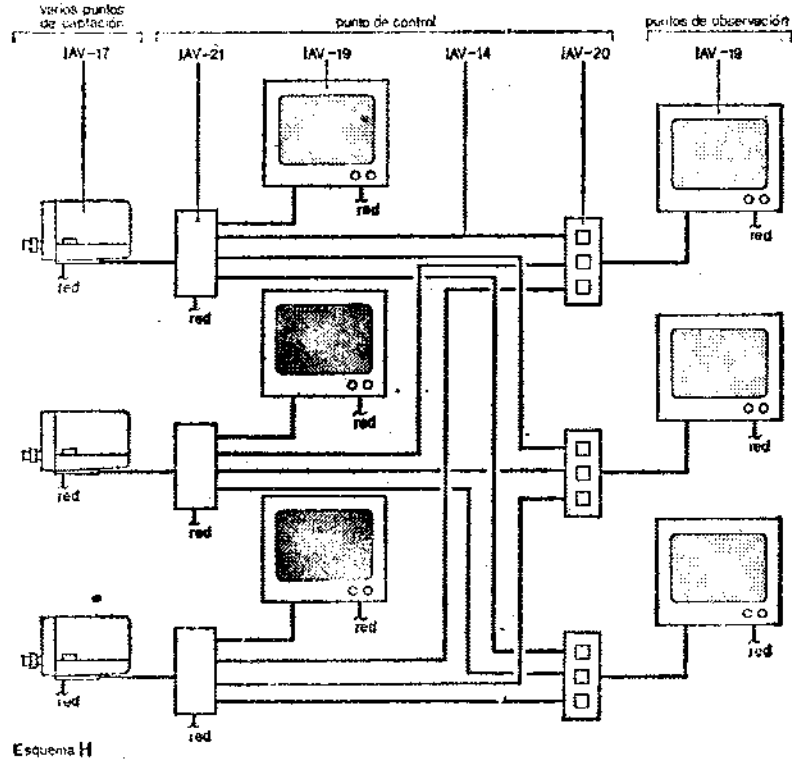 varios puntos
de captación
punto de control
puntos de observación
IAV-17
IAV-21
IAV-19
IAV-14
IAV-20
IAV-19
red
red
red
red
red
red
red
red
red
red
red
red
Esquema H